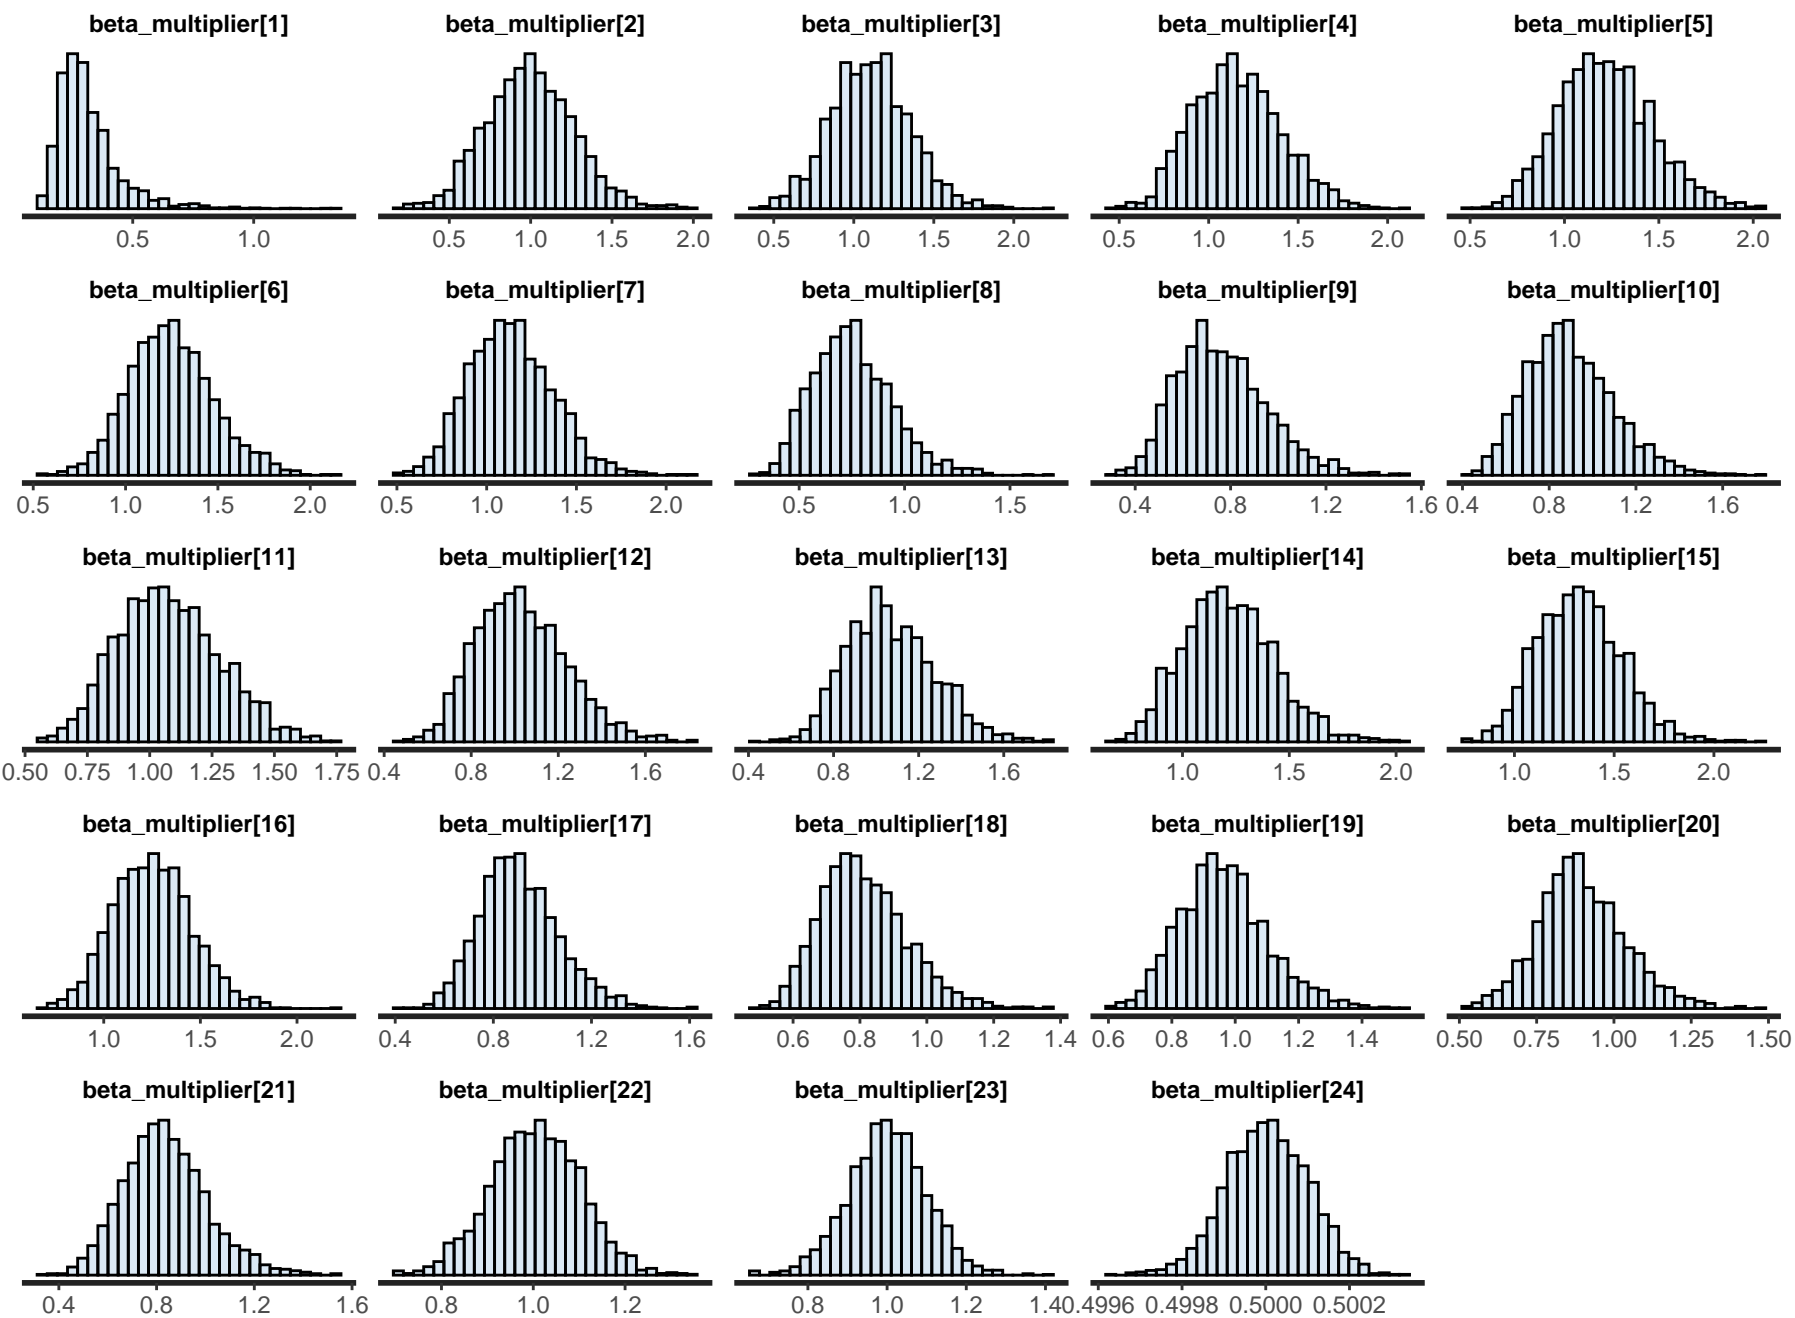 beta_multiplier[1] beta_multiplier[2] beta_multiplier[3] beta_multiplier[4] beta_multiplier[5]
0.5 1.0 0.5 1.0 1.5 2.0 0.5 1.0 1.5 2.0 0.5 1.0 1.5 2.0 0.5 1.0 1.5 2.0
beta_multiplier[6] beta_multiplier[7] beta_multiplier[8] beta_multiplier[9] beta_multiplier[10]
0.5 1.0 1.5 2.0 0.5 1.0 1.5 2.0 0.5 1.0 1.5 0.4 0.8 1.2 1.6 0.4 0.8 1.2 1.6
beta_multiplier[11] beta_multiplier[12] beta_multiplier[13] beta_multiplier[14] beta_multiplier[15]
0.50 0.75 1.00 1.25 1.50 1.75 0.4 0.8 1.2 1.6 0.4 0.8 1.2 1.6 1.0 1.5 2.0 1.0 1.5 2.0
beta_multiplier[16] beta_multiplier[17] beta_multiplier[18] beta_multiplier[19] beta_multiplier[20]
1.0 1.5 2.0 0.4 0.8 1.2 1.6 0.6 0.8 1.0 1.2 1.4 0.6 0.8 1.0 1.2 1.4 0.50 0.75 1.00 1.25 1.50
beta_multiplier[21] beta_multiplier[22] beta_multiplier[23] beta_multiplier[24]
0.4 0.8 1.2 1.6 0.8 1.0 1.2 0.8 1.0 1.2 1.4 0.4996 0.4998 0.5000 0.5002